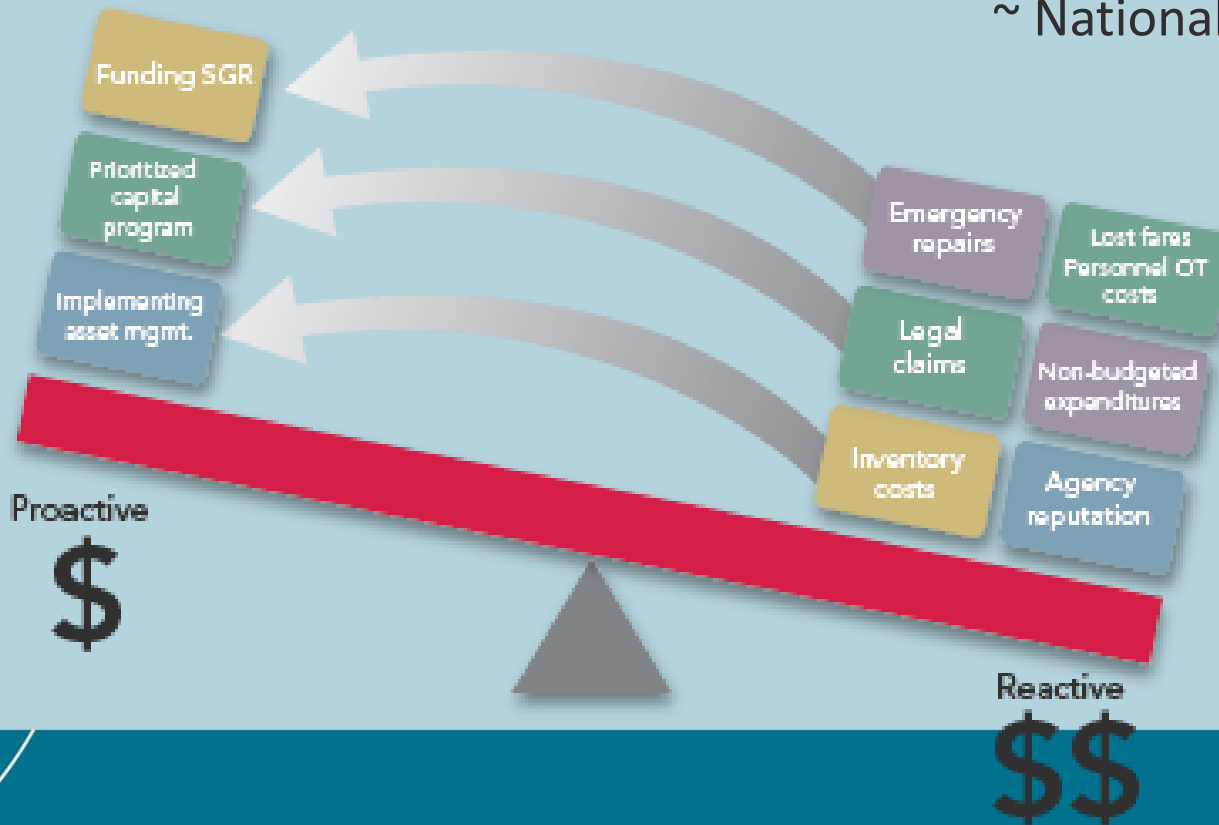 ~ National
Funding SGR
Prioritized
capital
program
Implementing
asset mgmt.
Emergency
repairs
Lost fares
Personnel OT
costs
Legal
claims
Non-budgeted
expenditures
Inventory
costs
Agency
reputation
Proactive
$
Reactive
$$